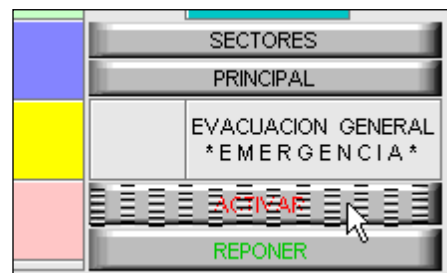 SECTORES
PRINCIPAL
EVACUACION GENERAL
*EMERGENCIA*
ACTIVAR
REPONER